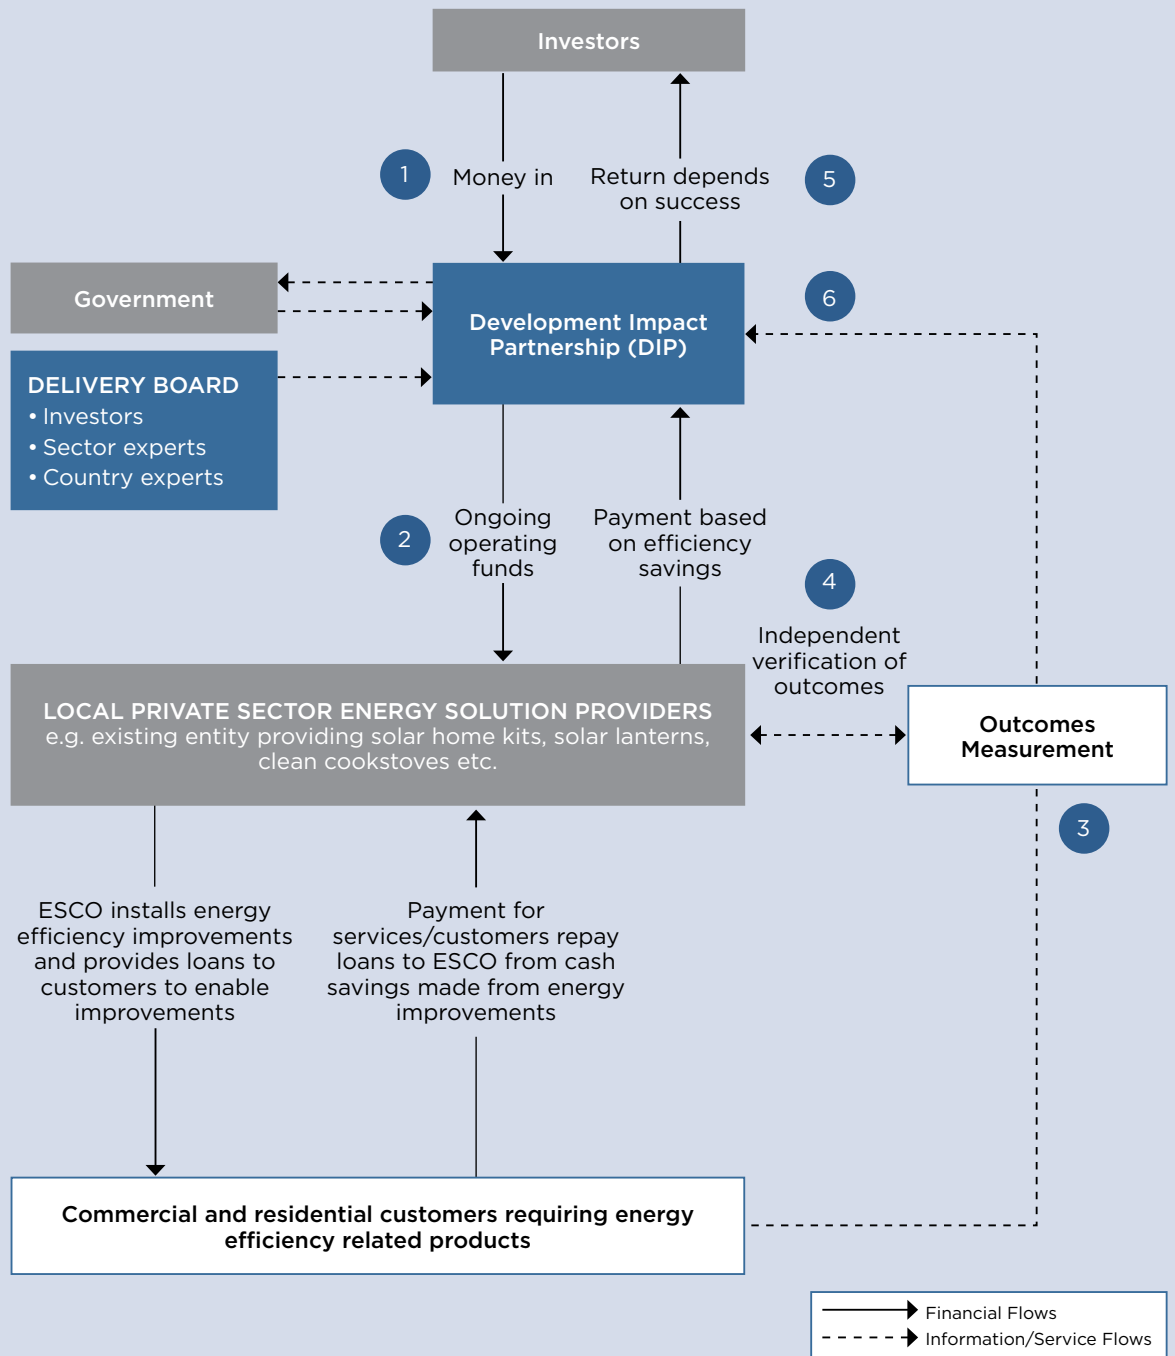 Investors
1
Money in
Return depends
on success
5
Government
Development Impact
Partnership (DIP)
6
DELIVERY BOARD
• Investors
• Sector experts
• Country experts
2
Ongoing
operating
funds
Payment based
on efficiency
savings
4
Independent
verification of
outcomes
LOCAL PRIVATE SECTOR ENERGY SOLUTION PROVIDERS
e.g. existing entity providing solar home kits, solar lanterns,
clean cookstoves etc.
Outcomes
Measurement
3
ESCO installs energy
efficiency improvements
and provides loans to
customers to enable
improvements
Payment for
services/customers repay
loans to ESCO from cash
savings made from energy
improvements
Commercial and residential customers requiring energy
efficiency related products
Financial Flows
Information/Service Flows